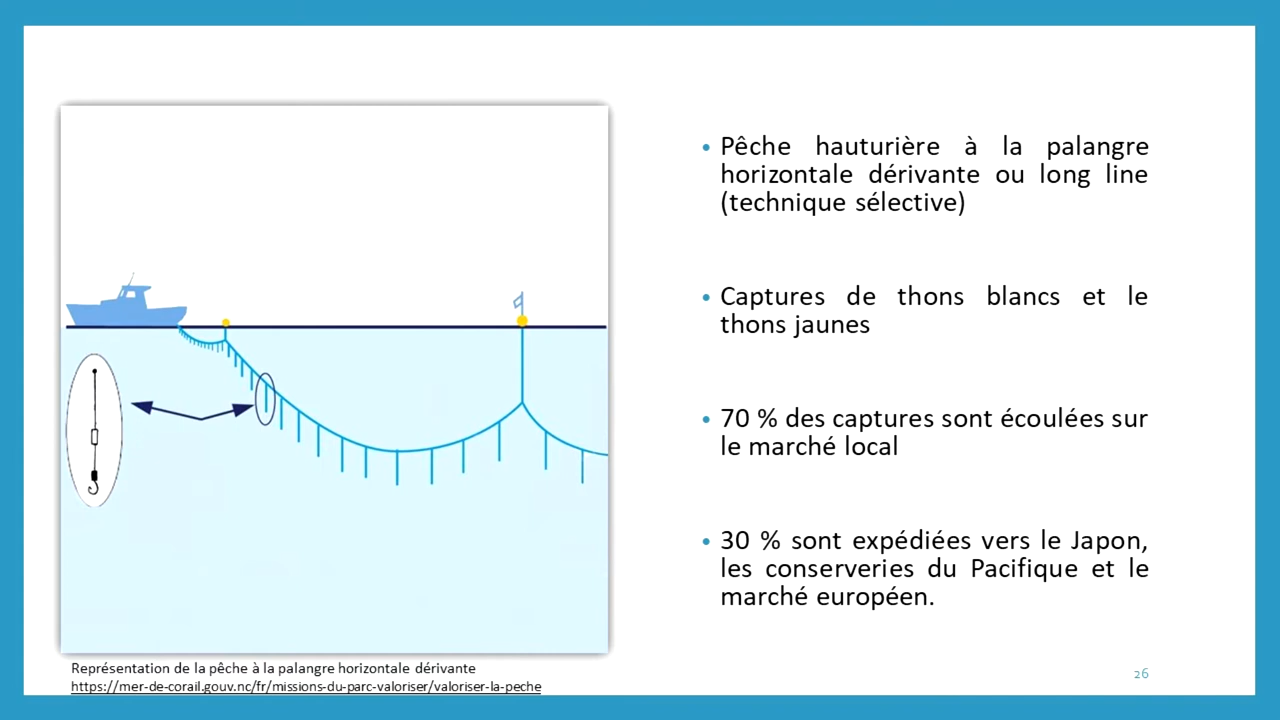 • Pêche hauturière à la palangre
horizontale dérivante ou long line
(technique sélective)
• Captures de thons blancs et le
thons jaunes
• 70 % des captures sont écoulées sur
le marché local
• 30 % sont expédiées vers le Japon,
les conserveries du Pacifique et le
marché européen.
Représentation de la pêche à la palangre horizontale dérivante
https://mer-de-corail.gouv.nc/fr/missions-du-parc-valoriser/valoriser-la-peche
26